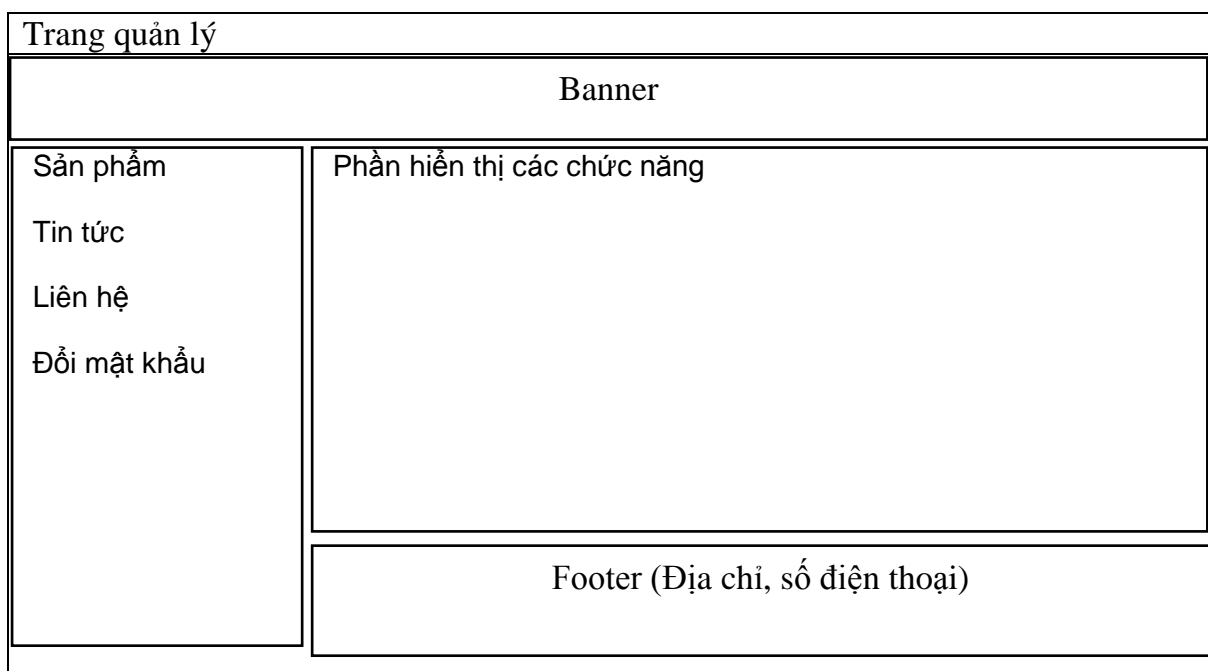 Trang quản lý
Banner
Sản phẩm
Tin tức
Liên hệ
Đổi mật khẩu
Phần hiển thị các chức năng
Footer (Địa chỉ, số điện thoại)